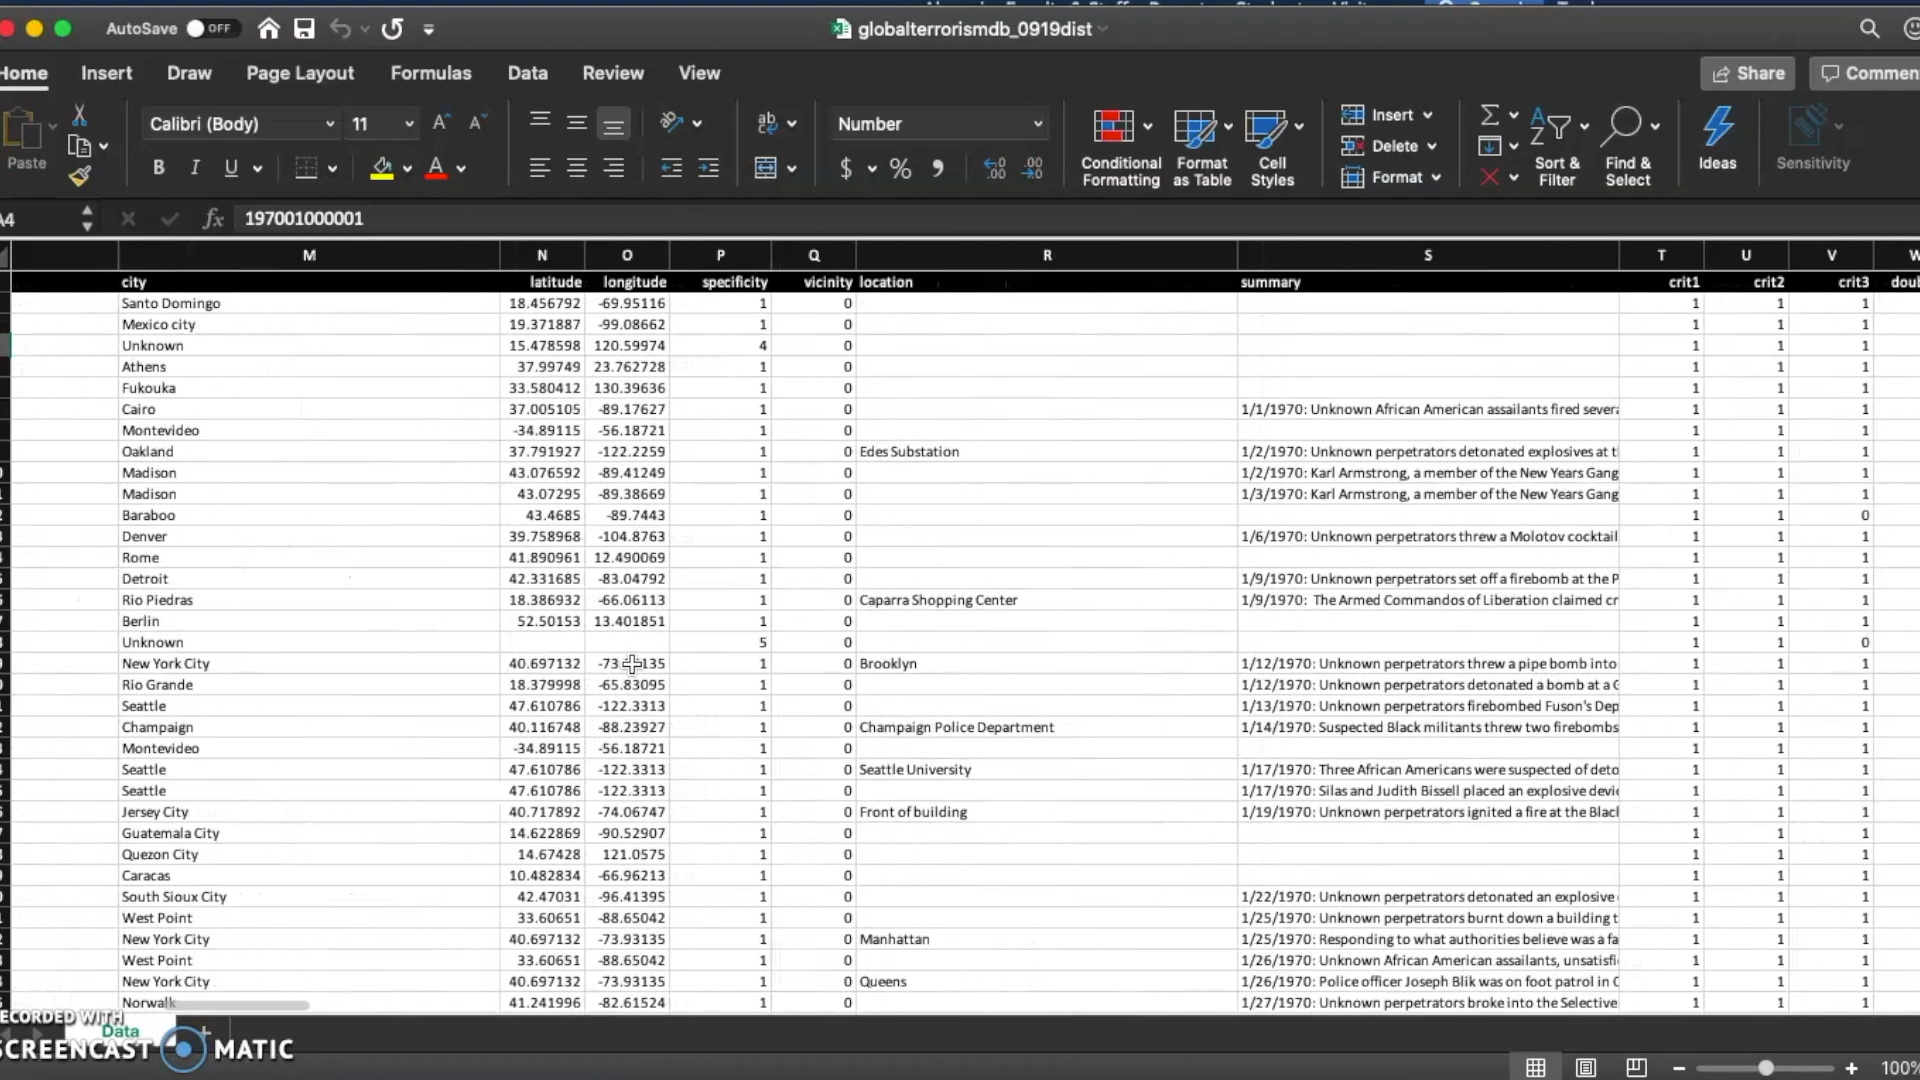 AutoSave OFF globalterrorismdb_0919dist
Home Insert Draw Page Layout Formulas Data Review View Share
Paste Calibri (Body) 11 Number Conditional Formatting Format as Table Cell Styles Insert Delete Format Sort & Filter Find & Select Ideas Sensitivity
A4 fx 197001000001
M N O P Q R S T U V W
city latitude longitude specificity vicinity location summary crit1 crit2 crit3
Santo Domingo 18.456792 -69.95116 1 0 1 1 1
Mexico city 19.371887 -99.08662 1 0 1 1 1
Unknown 15.478598 120.59974 4 0 1 1 1
Athens 37.99749 23.762728 1 0 1 1 1
Fukouka 33.580412 130.39636 1 0 1 1 1
Cairo 37.005105 -89.17627 1 0 1/1/1970: Unknown African American assailants fired 1 1 1
Montevideo -34.89115 -56.18721 1 0 1 1 1
Oakland 37.791927 -122.2259 1 0 Edes Substation 1/2/1970: Unknown perpetrators detonated explosives at 1 1 1
Madison 43.076592 -89.41249 1 0 1/2/1970: Karl Armstrong, a member of the New Years Gang 1 1 1
Madison 43.07295 -89.38669 1 0 1/3/1970: Karl Armstrong, a member of the New Years Gang 1 1 1
Baraboo 43.4685 -89.7443 1 0 1 1 0
Denver 39.758968 -104.8763 1 0 1/6/1970: Unknown perpetrators threw a Molotov cocktail 1 1 1
Rome 41.890961 12.490069 1 0 1 1 1
Detroit 42.331685 -83.04792 1 0 1/9/1970: Unknown perpetrators set off a firebomb at the P 1 1 1
Rio Piedras 18.386932 -66.06113 1 0 Caparra Shopping Center 1/9/1970: The Armed Commandos of Liberation claimed cr 1 1 1
Berlin 52.50153 13.401851 1 0 1 1 1
Unknown 5 0 1 1 0
New York City 40.697132 1 0 Brooklyn 1/12/1970: Unknown perpetrators threw a pipe bomb into 1 1 1
Rio Grande 18.379998 -65.83095 1 0 1/12/1970: Unknown perpetrators detonated a bomb at a 1 1 1
Seattle 47.610786 -122.3313 1 0 1/13/1970: Unknown perpetrators firebombed Fuson's Dep 1 1 1
Champaign 40.116748 -88.23927 1 0 Champaign Police Department 1/14/1970: Suspected Black militants threw two firebombs 1 1 1
Montevideo -34.89115 -56.18721 1 0 1 1 1
Seattle 47.610786 -122.3313 1 0 Seattle University 1/17/1970: Three African Americans were suspected of deto 1 1 1
Seattle 47.610786 -122.3313 1 0 1/17/1970: Silas and Judith Bissell placed an explosive devi 1 1 1
Jersey City 40.717892 -74.06747 1 0 Front of building 1/19/1970: Unknown perpetrators ignited a fire at the Blac 1 1 1
Guatemala City 14.622869 -90.52907 1 0 1 1 1
Quezon City 14.67428 121.0575 1 0 1 1 1
Caracas 10.482834 -66.96213 1 0 1 1 1
South Sioux City 42.47031 -96.41395 1 0 1/22/1970: Unknown perpetrators detonated an explosive 1 1 1
West Point 33.60651 -88.65042 1 0 1/25/1970: Unknown perpetrators burnt down a building 1 1 1
New York City 40.697132 -73.93135 1 0 Manhattan 1/25/1970: Responding to what authorities believe was a fa 1 1 1
West Point 33.60651 -88.65042 1 0 1/26/1970: Unknown African American assailants, unsatisfi 1 1 1
New York City 40.697132 -73.93135 1 0 Queens 1/26/1970: Police officer Joseph Blik was on foot patrol in 1 1 1
Norwalk 41.241996 -82.61524 1 0 1/27/1970: Unknown perpetrators broke into the Selective 1 1 1
Data
RECORDED WITH
SCREENCAST MATIC
100%